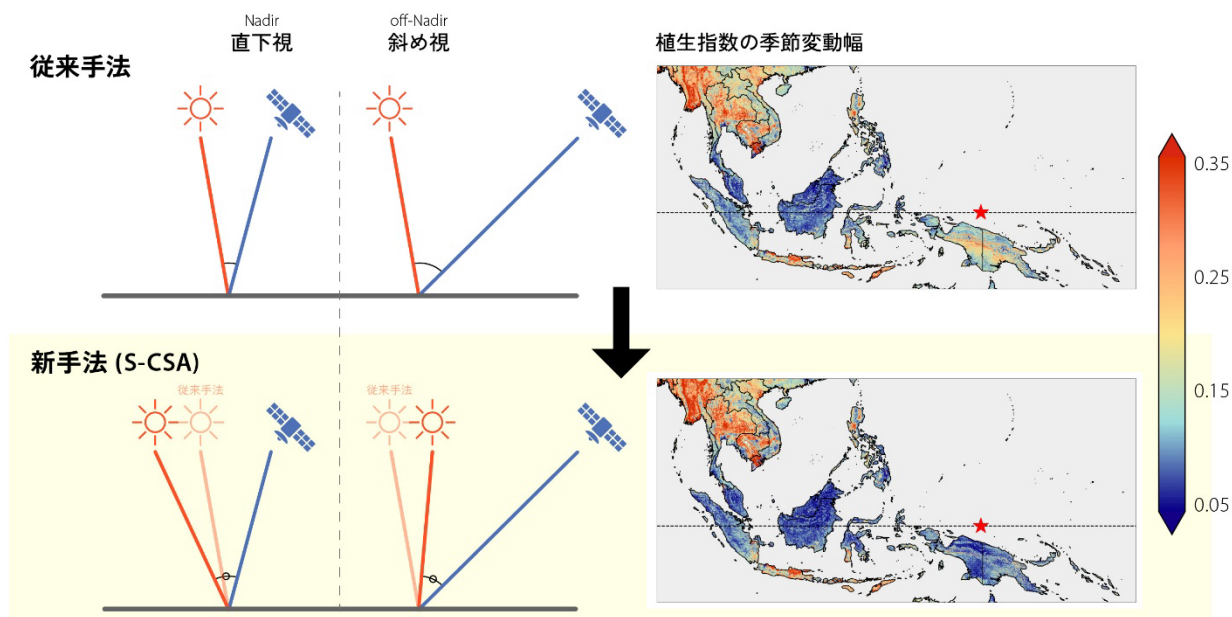 Nadir
直下視
off-Nadir
斜め視
植生指数の季節変動幅
従来手法
0.35
0.25
0.15
0.05
新手法 (S-CSA)
従来手法
従来手法